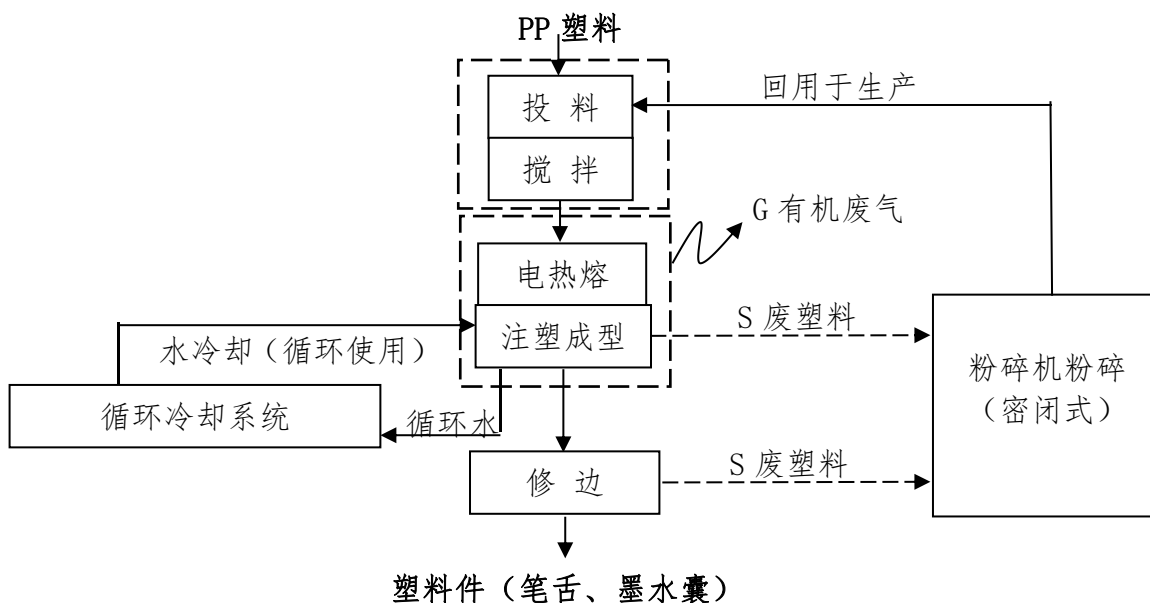 PP 塑料
投 料
回用于生产
搅 拌
G 有机废气
电热熔
S 废塑料
注塑成型
水冷却（循环使用）
粉碎机粉碎
（密闭式）
循环冷却系统
循环水
S 废塑料
修 边
塑料件（笔舌、墨水囊）